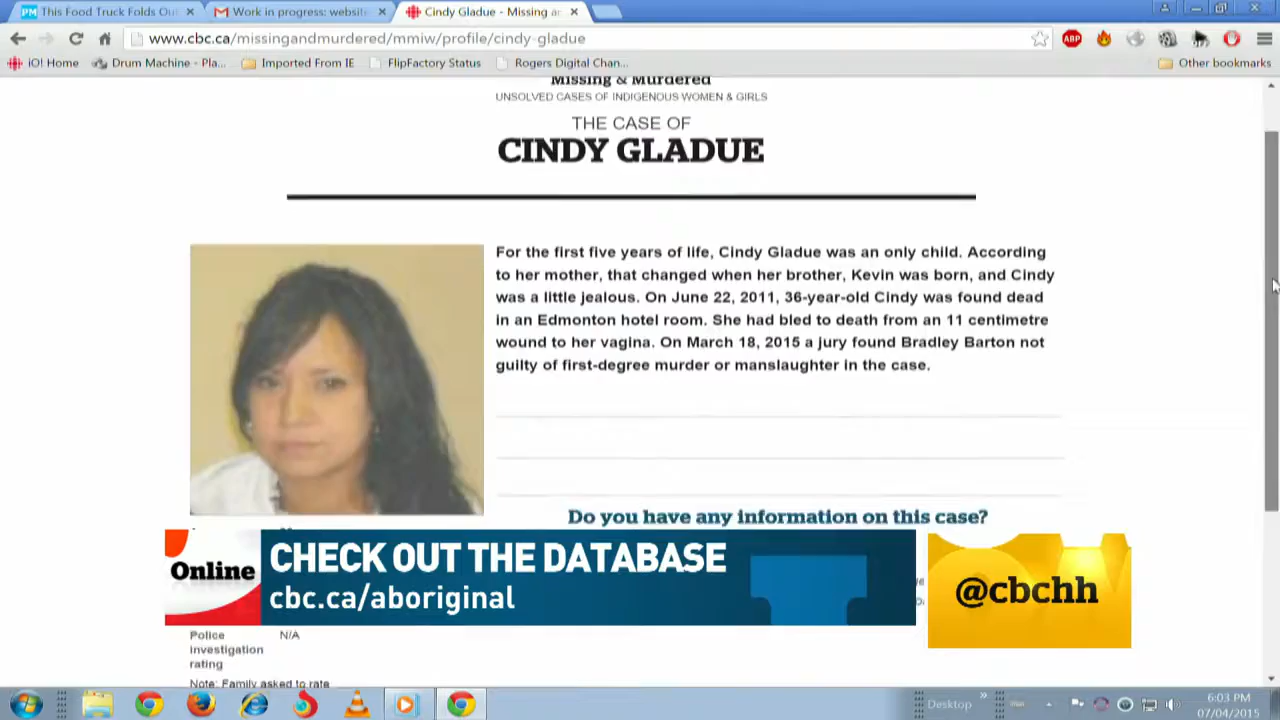 This Food Truck Folds Ou
Work in progress: websit
Cindy Gladue - Missing a
www.cbc.ca/missingandmurdered/mmiw/profile/cindy-gladue
ABP
iO! Home
Drum Machine - Pla...
Imported From IE
FlipFactory Status
Rogers Digital Chan...
Other bookmarks
Missing & Murdered
UNSOLVED CASES OF INDIGENOUS WOMEN & GIRLS
THE CASE OF
CINDY GLADUE
For the first five years of life, Cindy Gladue was an only child. According
to her mother, that changed when her brother, Kevin was born, and Cindy
was a little jealous. On June 22, 2011, 36-year-old Cindy was found dead
in an Edmonton hotel room. She had bled to death from an 11 centimetre
wound to her vagina. On March 18, 2015 a jury found Bradley Barton not
guilty of first-degree murder or manslaughter in the case.
Do you have any information on this case?
Online
CHECK OUT THE DATABASE
cbc.ca/aboriginal
@cbchh
Police
investigation
rating
N/A
Note: Family asked to rate
Desktop
6:03 PM
07/04/2015